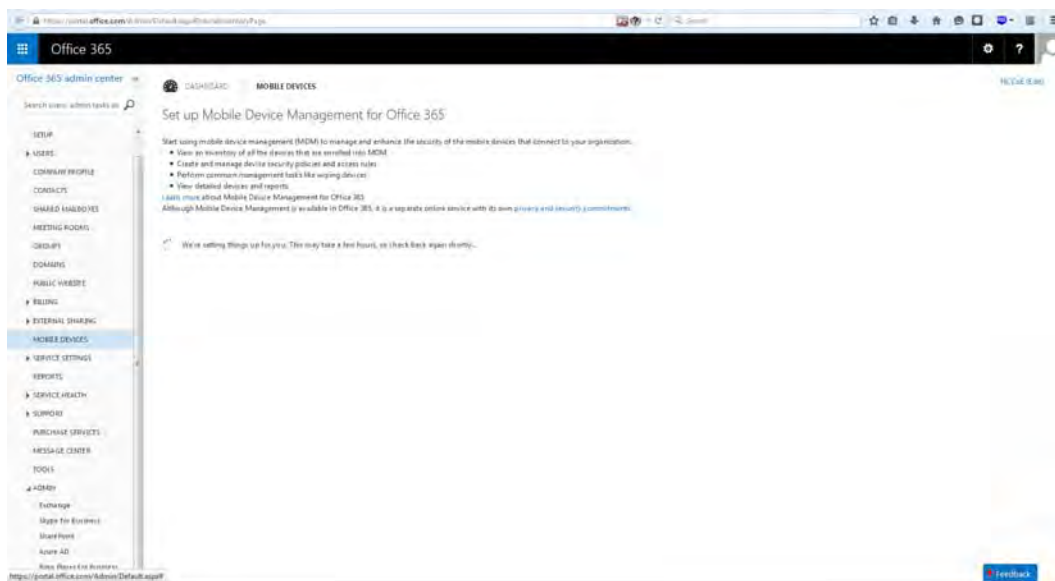 office.com
Search
Office 365
?
Office 365 admin center
DASHBOARD
MOBILE DEVICES
Set up Mobile Device Management for Office 365
Start using mobile device management (MDM) to manage and enhance the security of the mobile devices that connect to your organization.
• View an inventory of all the devices that are enrolled into MDM
• Create and manage device security policies and access rules
• Perform common management tasks like wiping devices
• View detailed devices and reports
Learn more about Mobile Device Management for Office 365
Although Mobile Device Management is available in Office 365, it is a separate online service with its own privacy and security commitments.
We're setting things up for you. This may take a few hours, so check back again shortly...
SETUP
USERS
COMPANY PROFILE
CONTACTS
SHARED MAILBOXES
MEETING ROOMS
GROUPS
DOMAINS
PUBLIC WEBSITE
BILLING
EXTERNAL SHARING
MOBILE DEVICES
SERVICE SETTINGS
REPORTS
SERVICE HEALTH
SUPPORT
PURCHASE SERVICES
MESSAGE CENTER
TOOLS
ADMIN
Exchange
Skype for Business
SharePoint
Azure AD
https://portal.office.com/Admin/Default.aspx#
Feedback